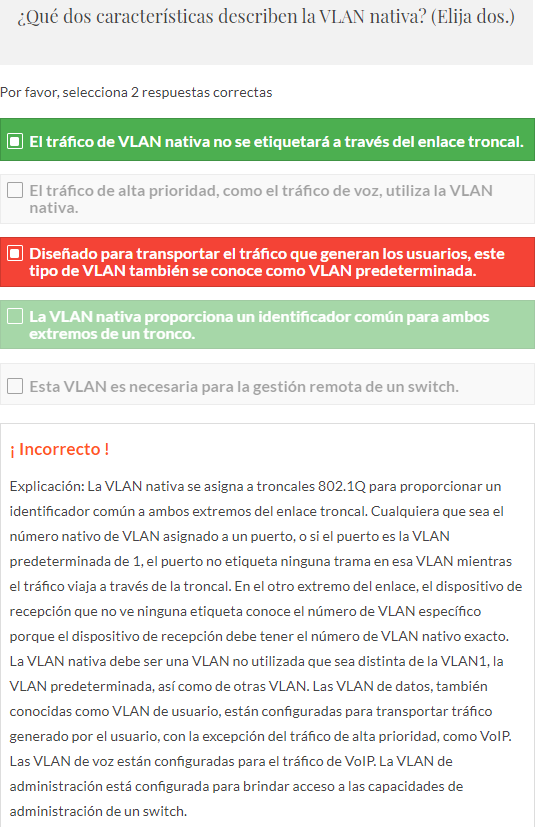 ¿Qué dos características describen la VLAN nativa? (Elija dos.)
Por favor, selecciona 2 respuestas correctas
El tráfico de VLAN nativa no se etiquetará a través del enlace troncal.
El tráfico de alta prioridad, como el tráfico de voz, utiliza la VLAN
nativa.
Diseñado para transportar el tráfico que generan los usuarios, este
tipo de VLAN también se conoce como VLAN predeterminada.
La VLAN nativa proporciona un identificador común para ambos
extremos de un tronco.
Esta VLAN es necesaria para la gestión remota de un switch.
¡ Incorrecto !
Explicación: La VLAN nativa se asigna a troncales 802.1Q para proporcionar un
identificador común a ambos extremos del enlace troncal. Cualquiera que sea el
número nativo de VLAN asignado a un puerto, o si el puerto es la VLAN
predeterminada de 1, el puerto no etiqueta ninguna trama en esa VLAN mientras
el tráfico viaja a través de la troncal. En el otro extremo del enlace, el dispositivo de
recepción que no ve ninguna etiqueta conoce el número de VLAN específico
porque el dispositivo de recepción debe tener el número de VLAN nativo exacto.
La VLAN nativa debe ser una VLAN no utilizada que sea distinta de la VLAN1, la
VLAN predeterminada, así como de otras VLAN. Las VLAN de datos, también
conocidas como VLAN de usuario, están configuradas para transportar tráfico
generado por el usuario, con la excepción del tráfico de alta prioridad, como VoIP.
Las VLAN de voz están configuradas para el tráfico de VoIP. La VLAN de
administración está configurada para brindar acceso a las capacidades de
administración de un switch.